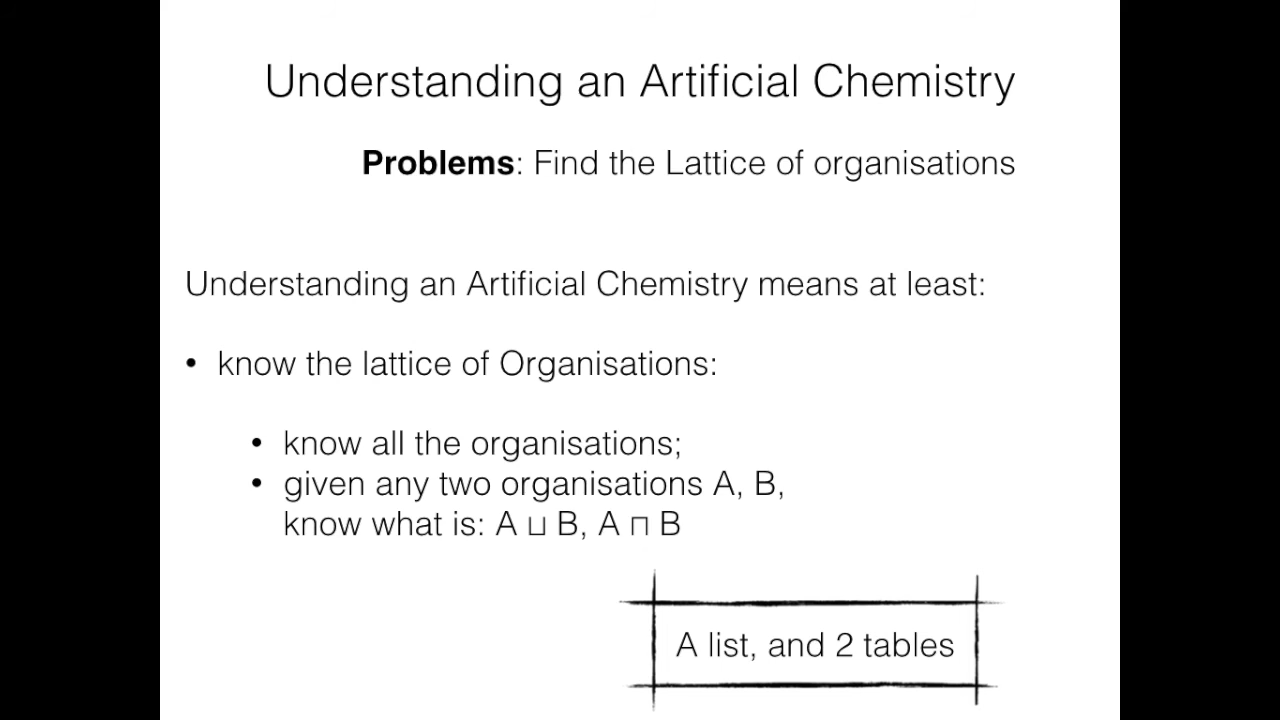 Understanding an Artificial Chemistry
Problems: Find the Lattice of organisations
Understanding an Artificial Chemistry means at least:
• know the lattice of Organisations:
• know all the organisations;
• given any two organisations A, B,
know what is: A ⊔ B, A ⊓ B
A list, and 2 tables